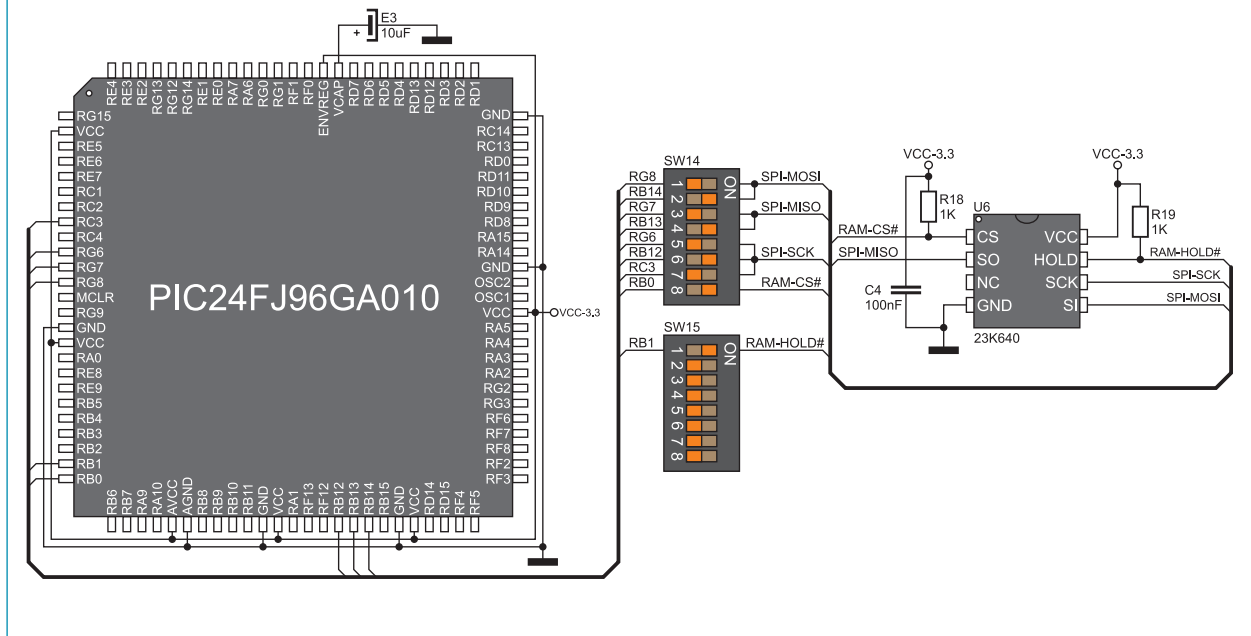 E3
+ 10uF
RE4 RE3 RE2 RG13 RG12 RG14 RE1 RE0 RA7 RA6 RG0 RG1 RF1 RF0 ENVREG VCAP RD7 RD6 RD5 RD4 RD13 RD12 RD3 RD2 RD1
RG15
VCC
RE5
RE6
RE7
RC1
RC2
RC3
RC4
RG6
RG7
RG8
MCLR
RG9
GND
VCC
RA0
RE8
RE9
RB5
RB4
RB3
RB2
RB1
RB0
PIC24FJ96GA010
GND
RC14
RC13
RD0
RD11
RD10
RD9
RD8
RA15
RA14
GND
OSC2
OSC1
VCC
RA5
RA4
RA3
RA2
RG2
RG3
RF6
RF7
RF8
RF2
RF3
VCC-3.3
RB6 RB7 RA9 RA10 AVCC AGND RB8 RB9 RB10 RB11 GND VCC RA1 RF13 RF12 RB12 RB13 RB14 RB15 GND VCC RD14 RD15 RF4 RF5
SW14
RG8
RB14
RG7
RB13
RG6
RB12
RC3
RB0
1
2
3
4
5
6
7
8
ON
SPI-MOSI
SPI-MISO
SPI-SCK
RAM-CS#
SW15
RB1
1
2
3
4
5
6
7
8
ON
RAM-HOLD#
VCC-3.3
R18
1K
RAM-CS#
SPI-MISO
C4
100nF
U6
CS
SO
NC
GND
VCC
HOLD
SCK
SI
23K640
VCC-3.3
R19
1K
RAM-HOLD#
SPI-SCK
SPI-MOSI